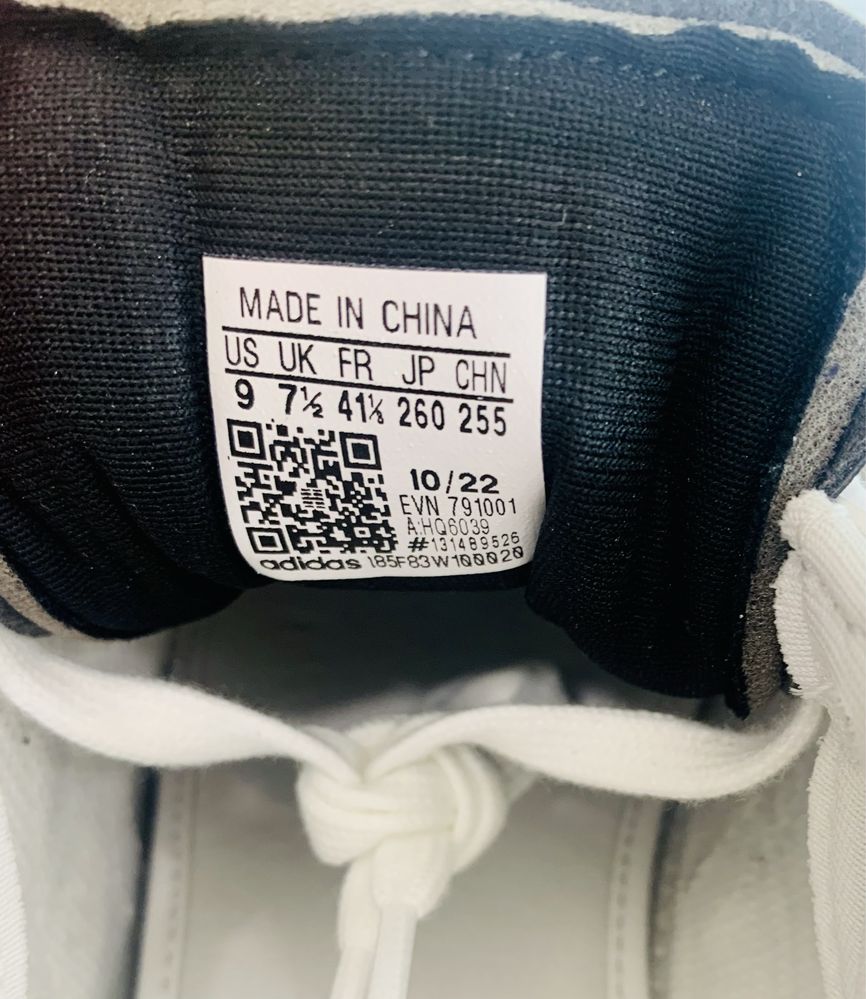 MADE IN CHINA
US UK FR JP CHN
9 7½ 41⅓ 260 255
10/22
EVN 791001
A:HQ6039
#131489526
adidas 185F83W100020